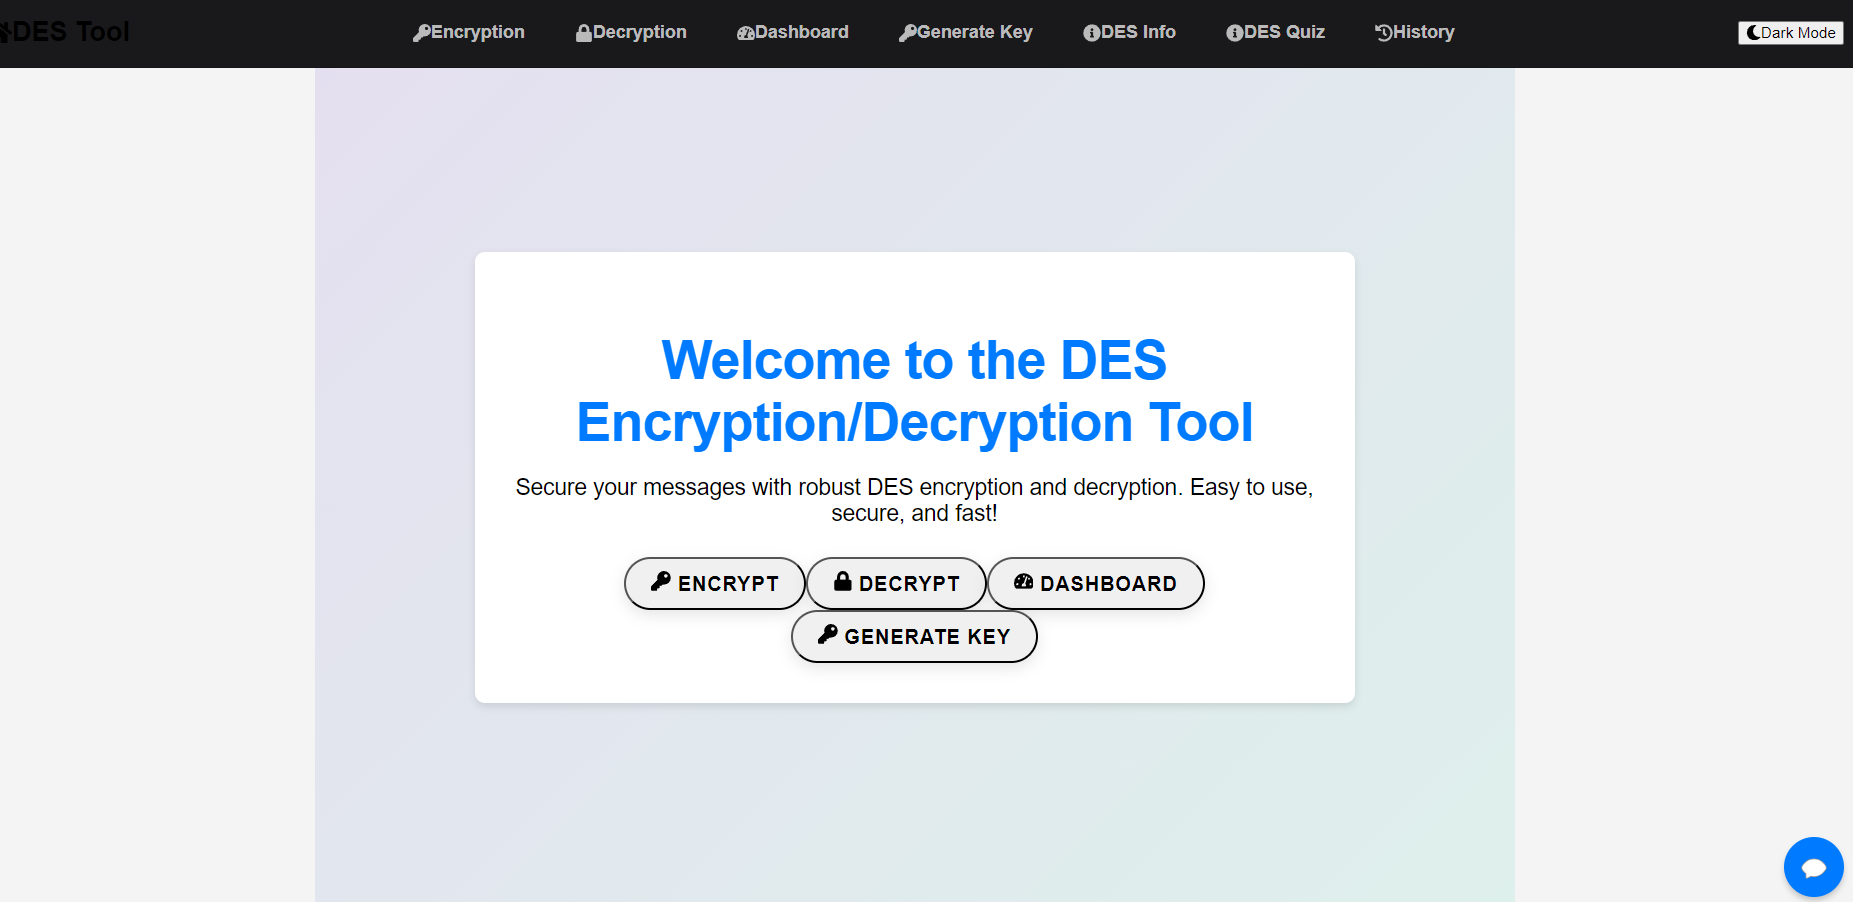 DES Tool
Encryption
Decryption
Dashboard
Generate Key
DES Info
DES Quiz
History
Dark Mode
Welcome to the DES
Encryption/Decryption Tool
Secure your messages with robust DES encryption and decryption. Easy to use,
secure, and fast!
ENCRYPT
DECRYPT
DASHBOARD
GENERATE KEY